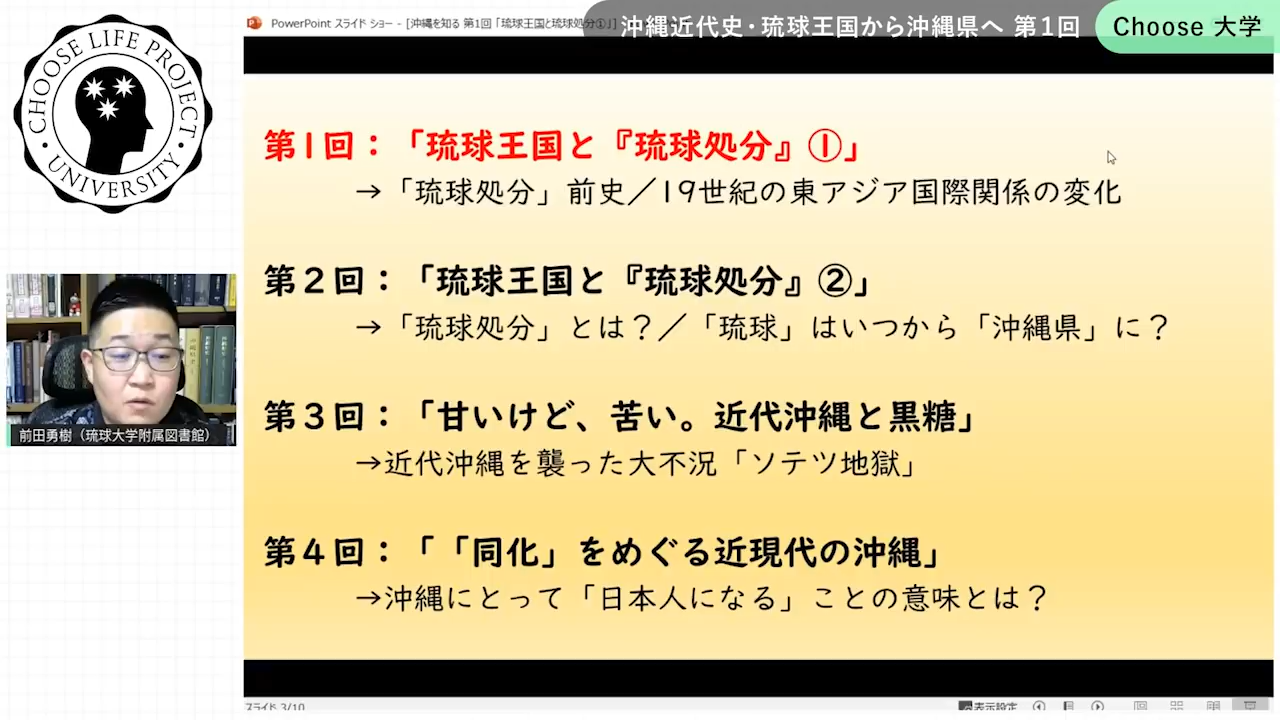 PowerPoint スライド ショー - [沖縄を知る 第1回「琉球王国と琉球処分①」]
沖縄近代史・琉球王国から沖縄県へ 第1回
Choose 大学
CHOOSE LIFE PROJECT
・UNIVERSITY・
第1回：「琉球王国と『琉球処分』①」
→「琉球処分」前史／19世紀の東アジア国際関係の変化
第２回：「琉球王国と『琉球処分』②」
→「琉球処分」とは？／「琉球」はいつから「沖縄県」に？
第３回：「甘いけど、苦い。近代沖縄と黒糖」
→近代沖縄を襲った大不況「ソテツ地獄」
第４回：「「同化」をめぐる近現代の沖縄」
→沖縄にとって「日本人になる」ことの意味とは？
前田勇樹（琉球大学附属図書館）
スライド 3/10
表示設定